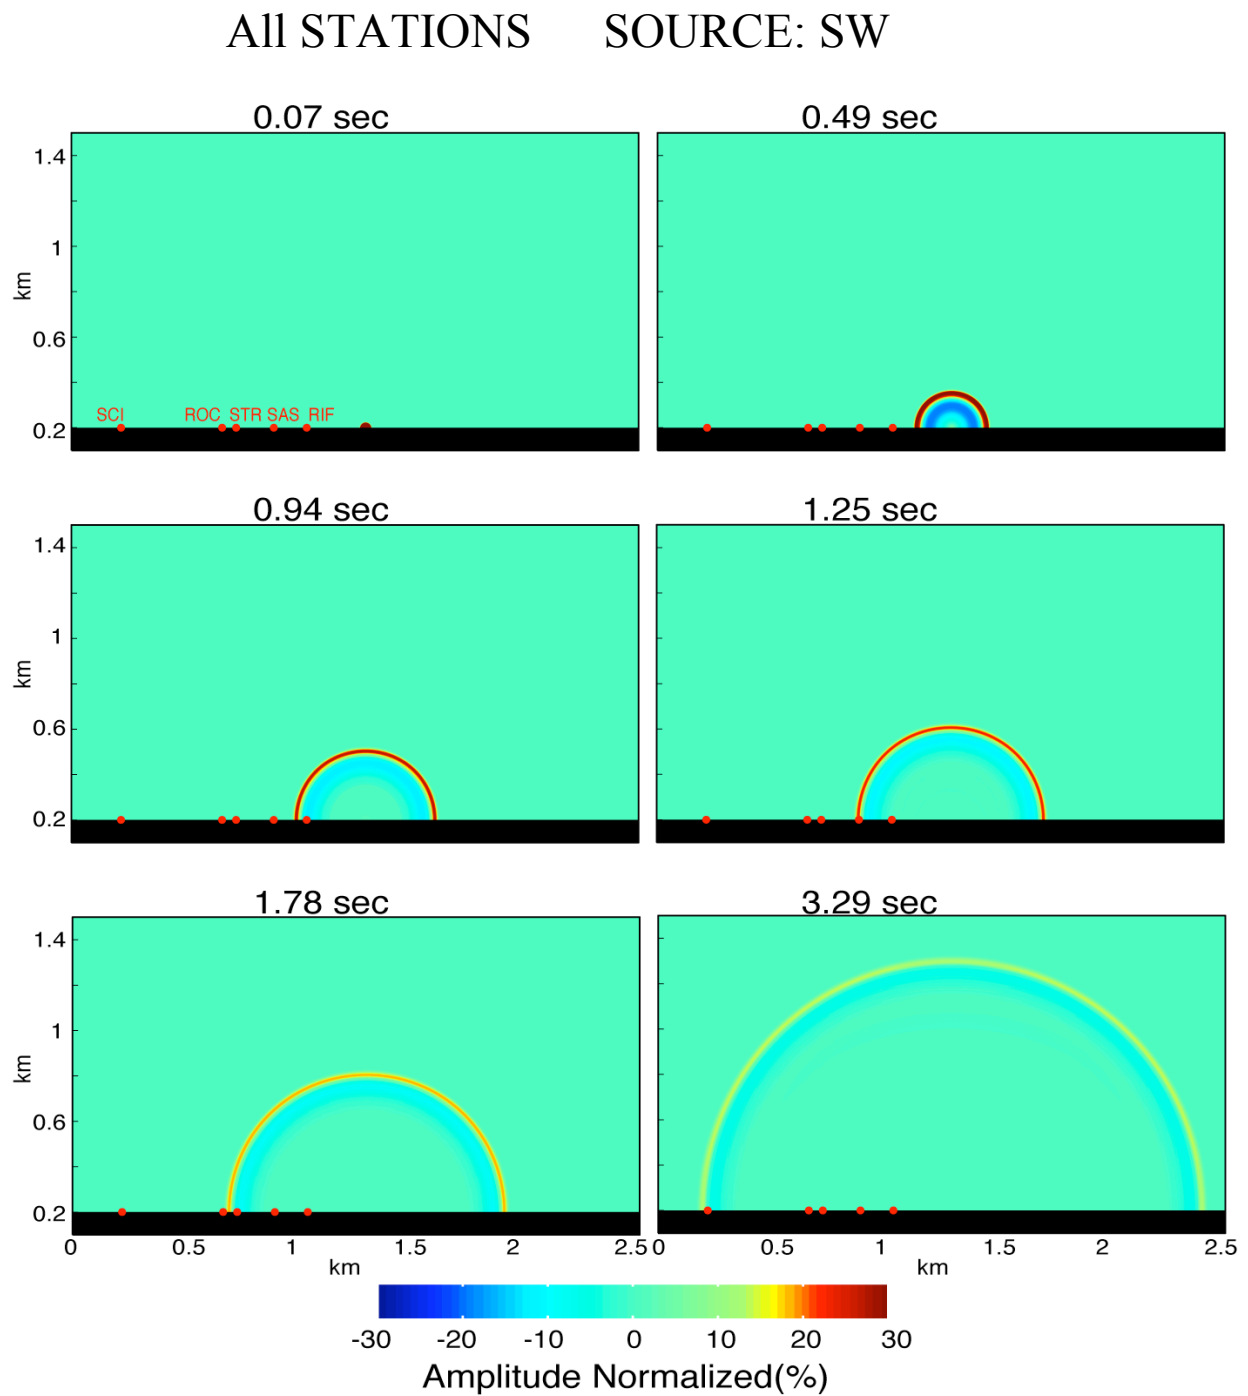 All STATIONS SOURCE: SW
0.07 sec 0.49 sec
1.4
1
km
0.6
SCI ROC STR SAS RIF
0.2
0.94 sec 1.25 sec
1.4
1
km
0.6
0.2
1.78 sec 3.29 sec
1.4
1
km
0.6
0.2
0 0.5 1 1.5 2 2.5 0 0.5 1 1.5 2 2.5
km km
-30 -20 -10 0 10 20 30
Amplitude Normalized(%)